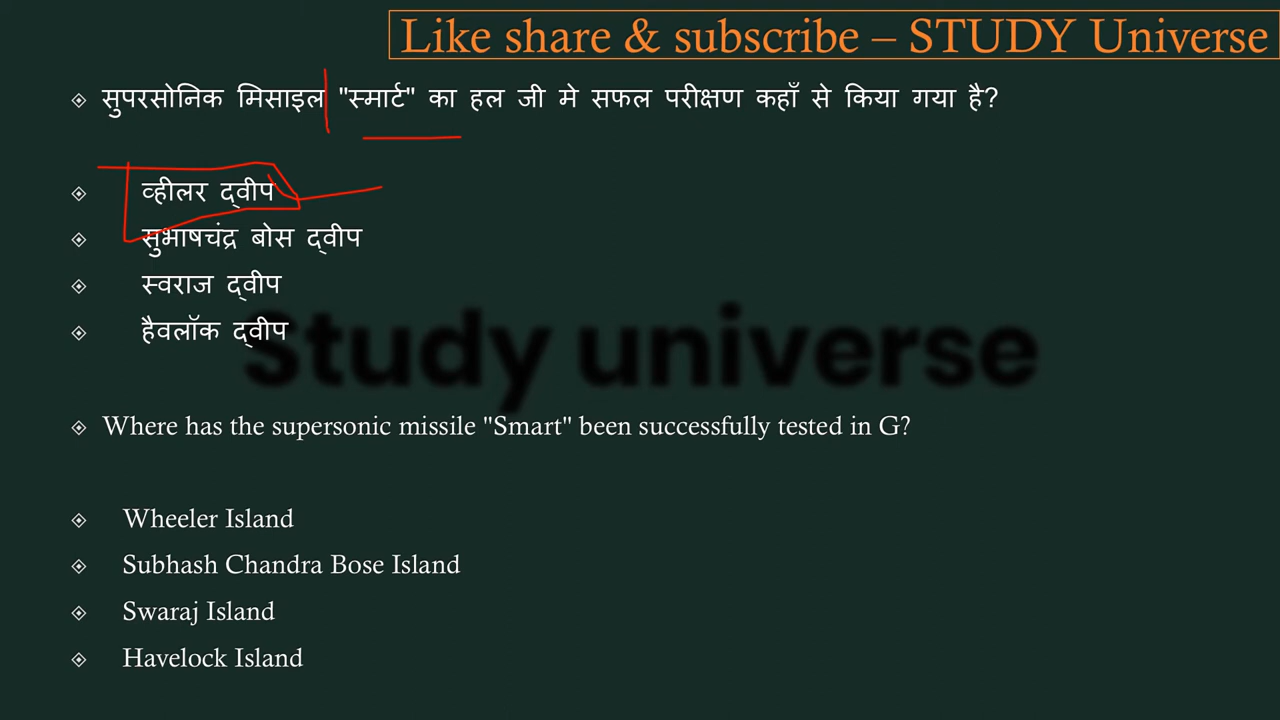 Like share & subscribe – STUDY Universe
सुपरसोनिक मिसाइल "स्मार्ट" का हल जी मे सफल परीक्षण कहाँ से किया गया है?
व्हीलर द्वीप
सुभाषचंद्र बोस द्वीप
स्वराज द्वीप
हैवलॉक द्वीप
Study universe
Where has the supersonic missile "Smart" been successfully tested in G?
Wheeler Island
Subhash Chandra Bose Island
Swaraj Island
Havelock Island